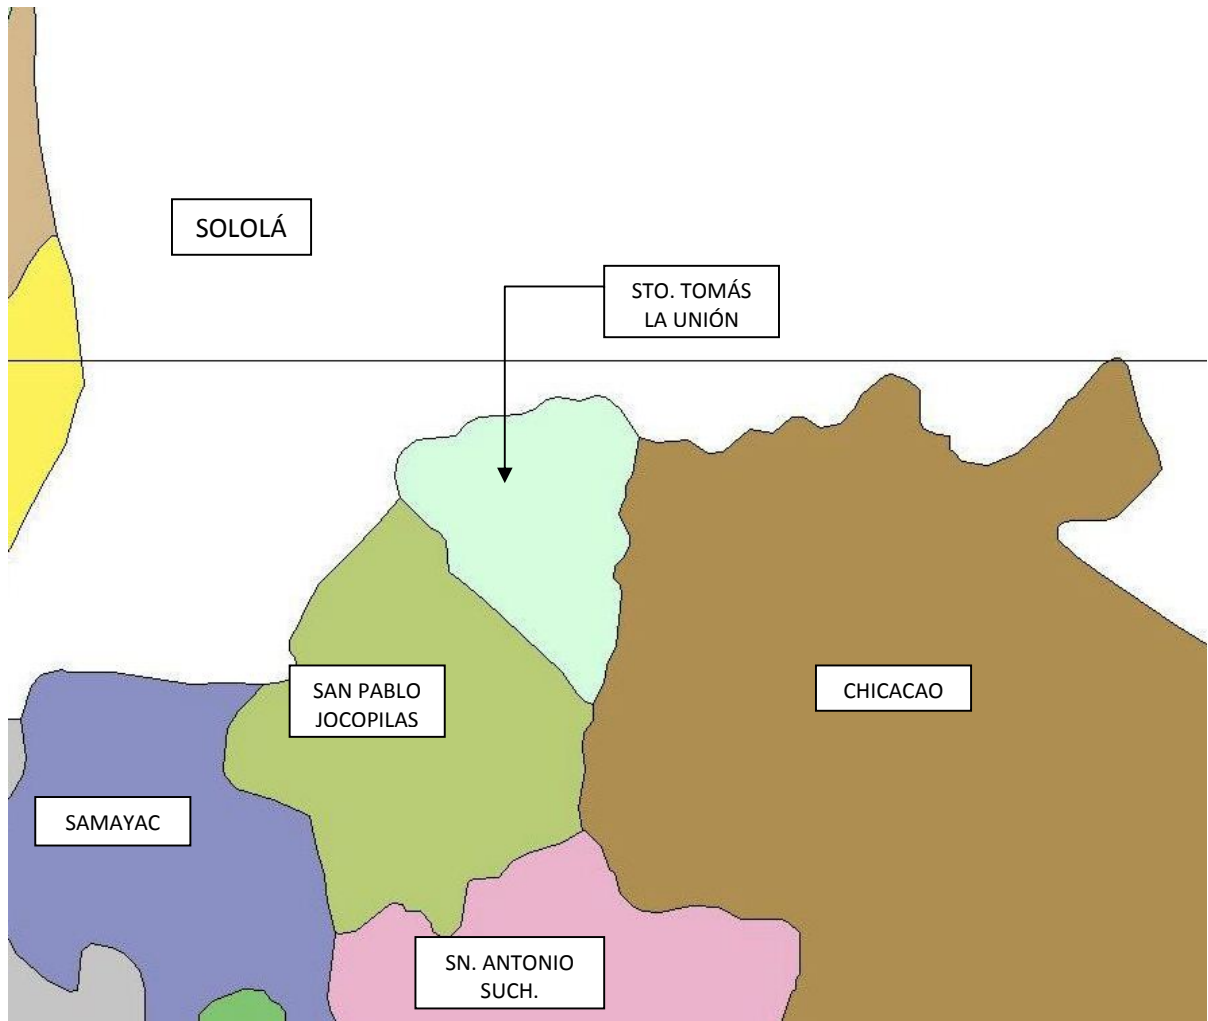 SOLOLÁ
STO. TOMÁS
LA UNIÓN
SAN PABLO
JOCOPILAS
CHICACAO
SAMAYAC
SN. ANTONIO
SUCH.